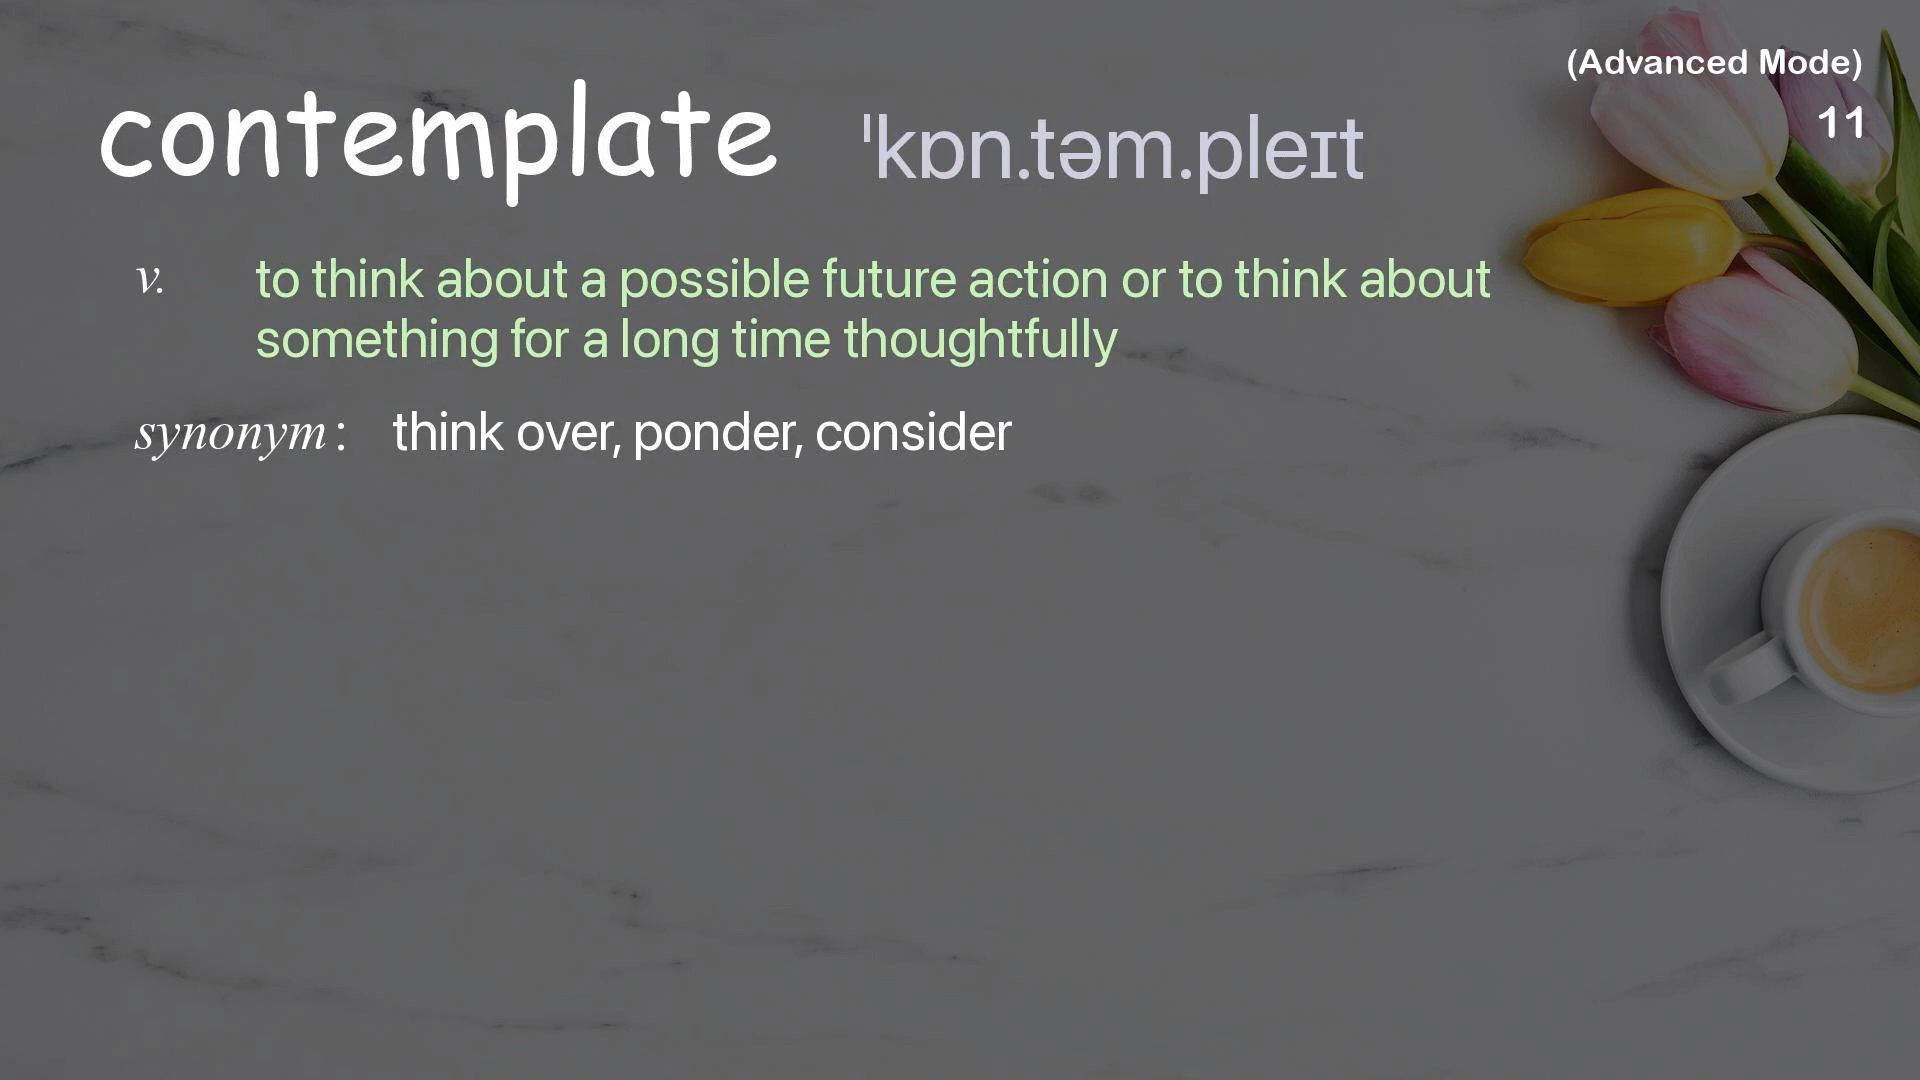 (Advanced Mode)
11
contemplate ˈkɒn.təm.pleɪt
v. to think about a possible future action or to think about
something for a long time thoughtfully
synonym: think over, ponder, consider